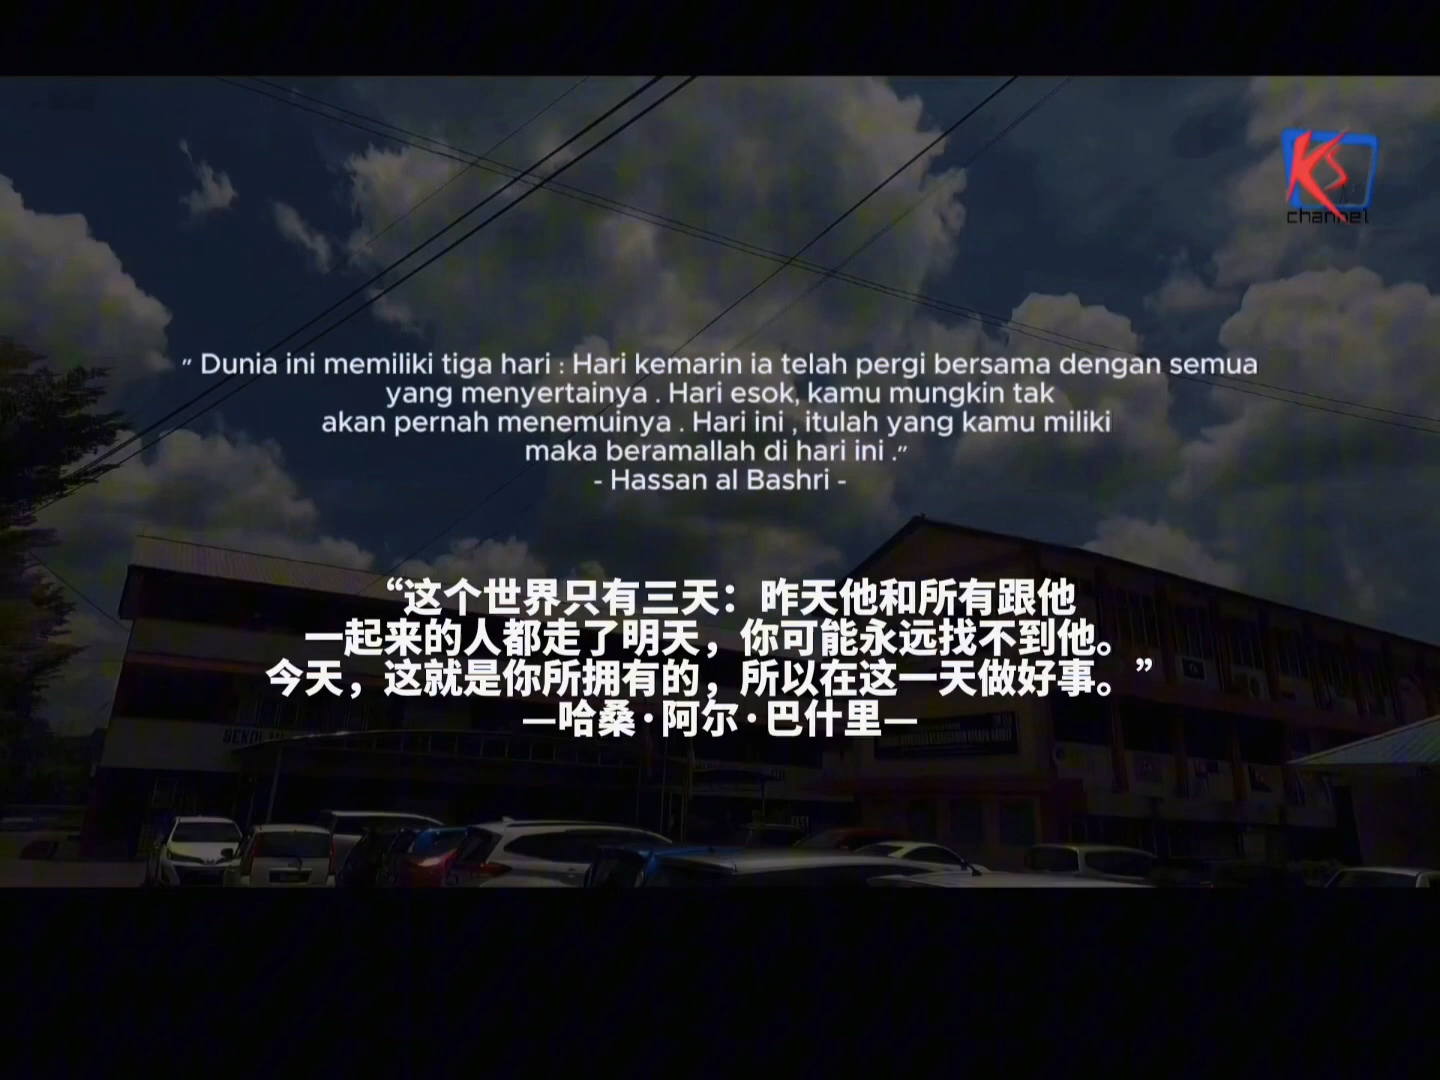 KS
channel
" Dunia ini memiliki tiga hari : Hari kemarin ia telah pergi bersama dengan semua
yang menyertainya . Hari esok, kamu mungkin tak
akan pernah menemuinya . Hari ini , itulah yang kamu miliki
maka beramallah di hari ini ."
- Hassan al Bashri -
“这个世界只有三天：昨天他和所有跟他
一起来的人都走了明天，你可能永远找不到他。
今天，这就是你所拥有的，所以在这一天做好事。”
—哈桑·阿尔·巴什里—